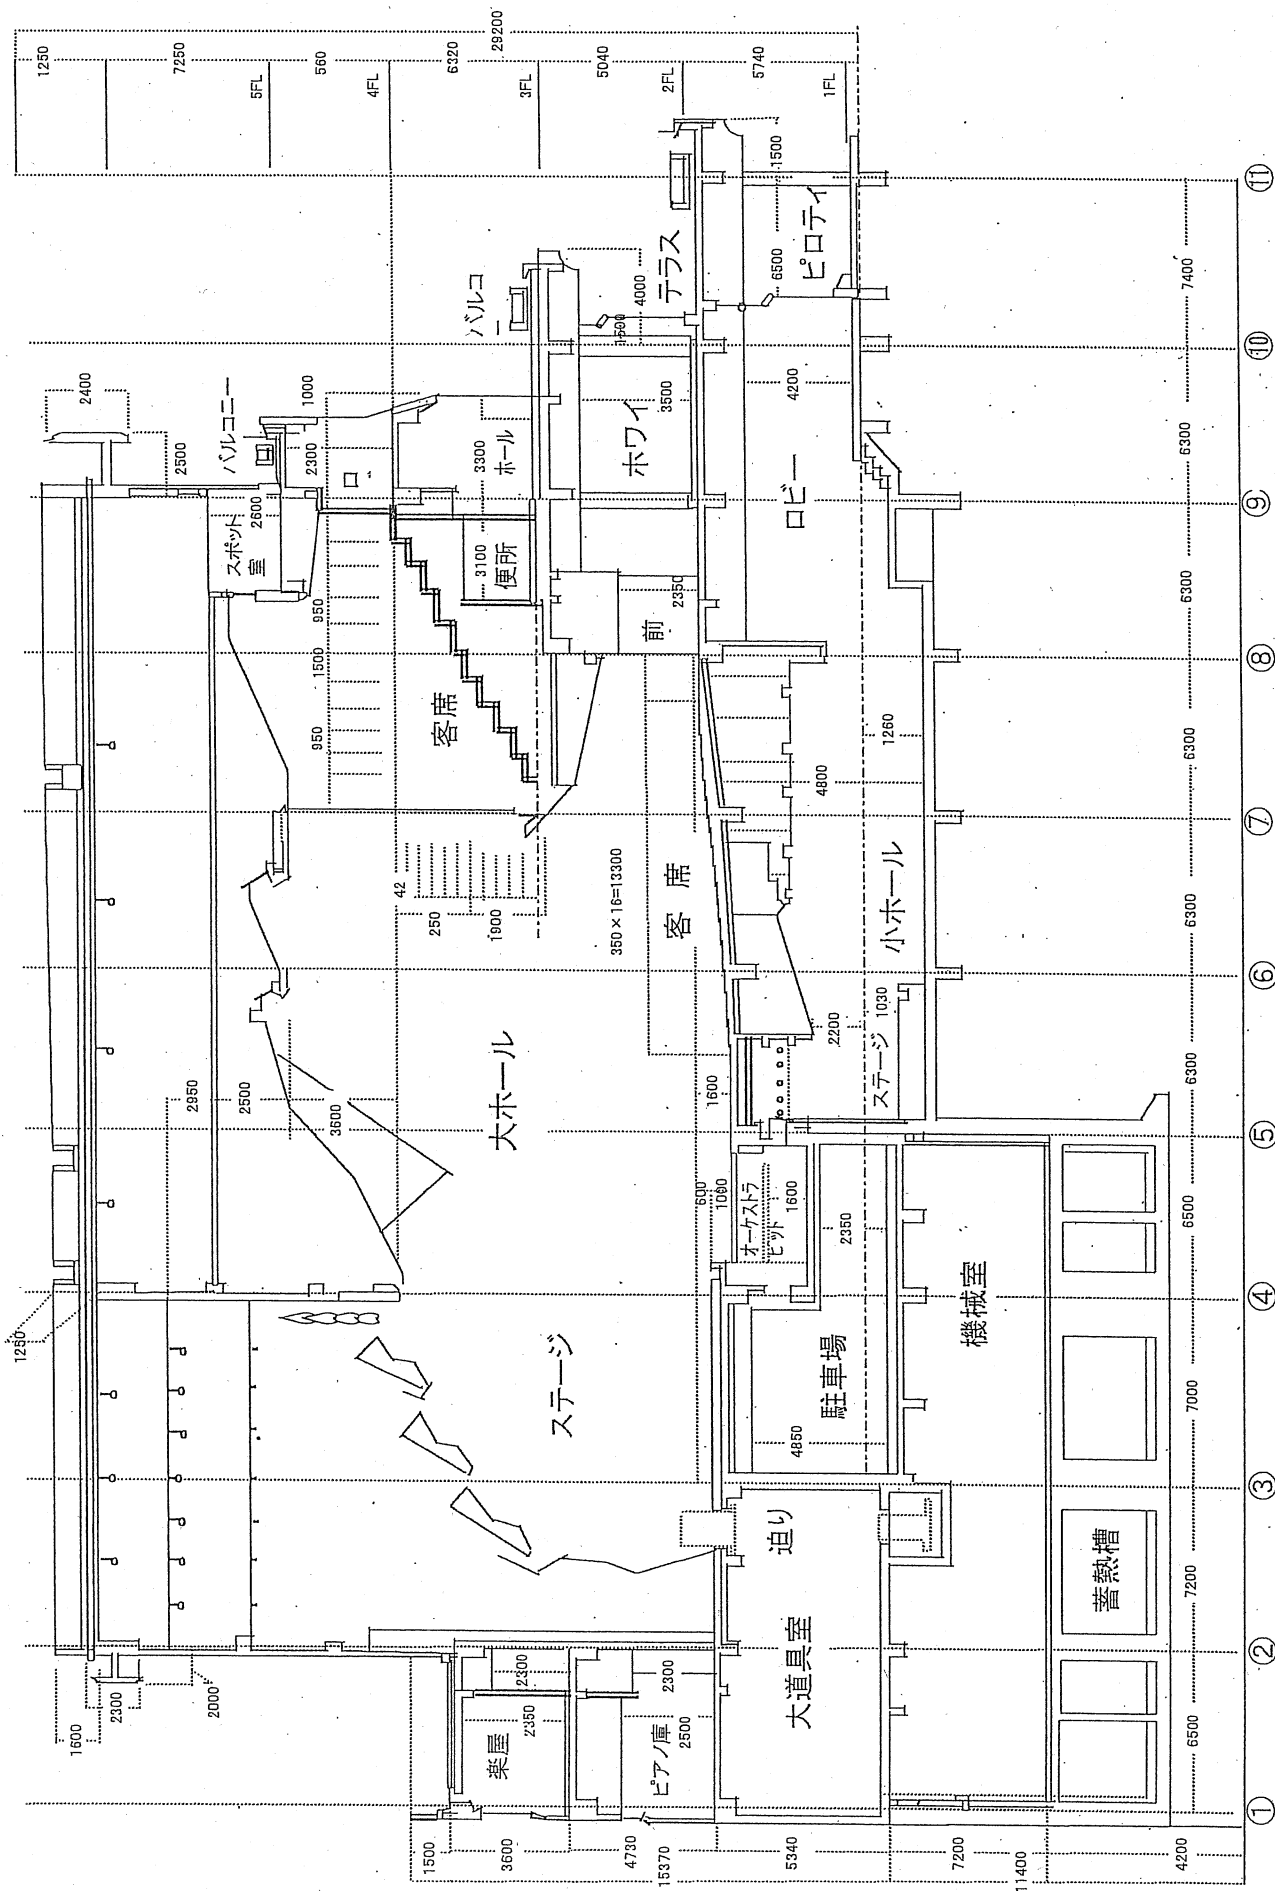 1250
7250
560
6320
5040
5740
29200
5FL
4FL
3FL
2FL
1FL
2400
2500
バルコニー
1000
2300
ロ
2600
スポット
室
3300
ホール
3100
便所
バルコ
ニ
4000
1500
テラス
3500
ホワイ
1500
6500
ピロティ
4200
ロビー
2350
前
950
1500
950
客席
42
250
1900
350×16=13300
客席
4800
1260
小ホール
1030
2200
ステージ
2950
2500
3600
大ホール
1600
600
1000
オーケストラ
ピット
1600
2350
1250
ステージ
駐車場
4850
機械室
迫り
大道具室
蓄熱槽
1600
2300
2000
2300
2350
楽屋
2300
2500
ピアノ庫
1500
3600
4730
15370
5340
7200
11400
4200
6500
7200
7000
6500
6300
6300
6300
6300
6300
7400
①
②
③
④
⑤
⑥
⑦
⑧
⑨
⑩
⑪